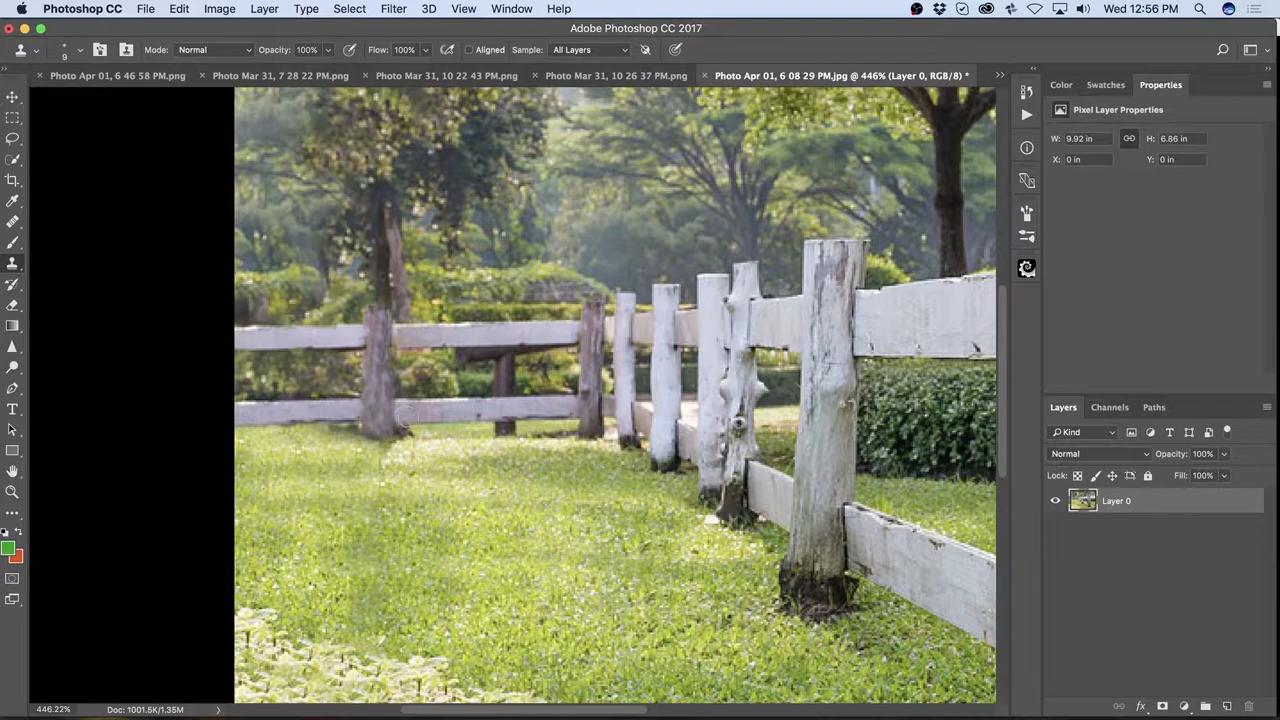 Photoshop CC File Edit Image Layer Type Select Filter 3D View Window Help Wed 12:56 PM
Adobe Photoshop CC 2017
9 Mode: Normal Opacity: 100% Flow: 100% Aligned Sample: All Layers
Photo Apr 01, 6 46 58 PM.png Photo Mar 31, 7 28 22 PM.png Photo Mar 31, 10 22 43 PM.png Photo Mar 31, 10 26 37 PM.png Photo Apr 01, 6 08 29 PM.jpg @ 446% (Layer 0, RGB/8) *
Color Swatches Properties
Pixel Layer Properties
W: 9.92 in H: 6.86 in
X: 0 in Y: 0 in
Layers Channels Paths
Kind
Normal Opacity: 100%
Lock: Fill: 100%
Layer 0
446.22% Doc: 1001.5K/1.35M